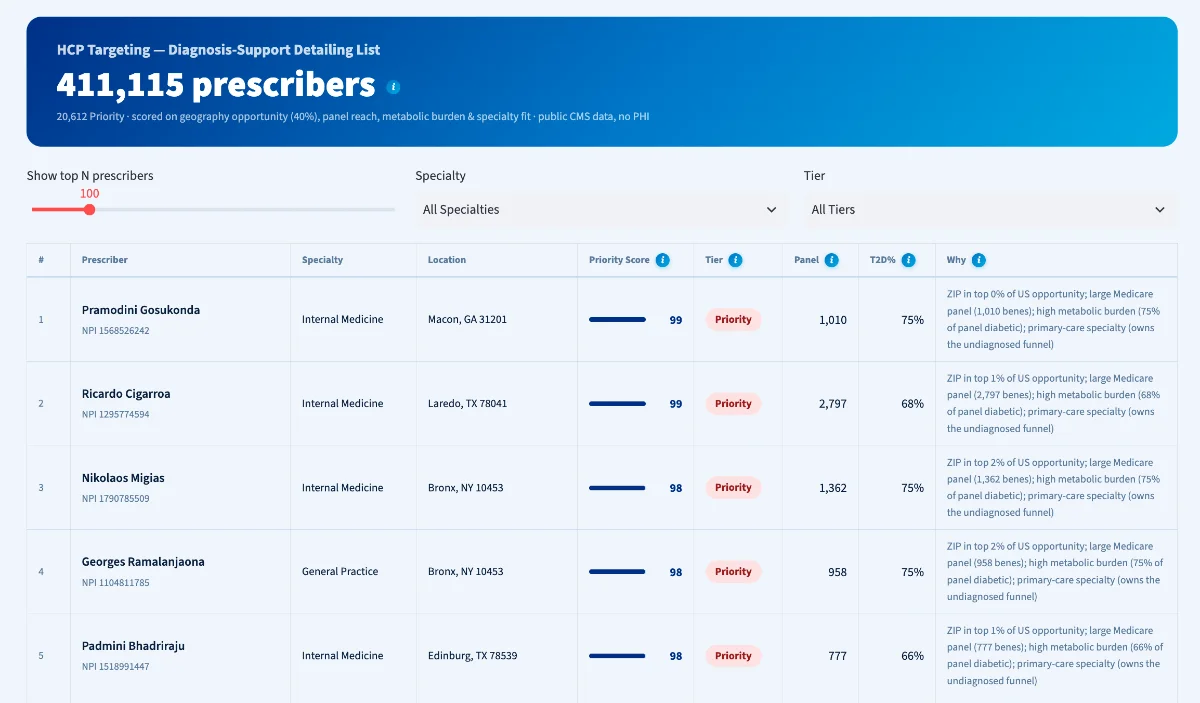 HCP Targeting — Diagnosis-Support Detailing List
411,115 prescribers i
20,612 Priority · scored on geography opportunity (40%), panel reach, metabolic burden & specialty fit · public CMS data, no PHI
Show top N prescribers
100
Specialty
All Specialties
Tier
All Tiers
# Prescriber Specialty Location Priority Score i Tier i Panel i T2D% i Why i
1 Pramodini Gosukonda
NPI 1568526242
Internal Medicine Macon, GA 31201 99 Priority 1,010 75%
ZIP in top 0% of US opportunity; large Medicare
panel (1,010 benes); high metabolic burden (75%
of panel diabetic); primary-care specialty (owns
the undiagnosed funnel)
2 Ricardo Cigarroa
NPI 1295774594
Internal Medicine Laredo, TX 78041 99 Priority 2,797 68%
ZIP in top 1% of US opportunity; large Medicare
panel (2,797 benes); high metabolic burden (68%
of panel diabetic); primary-care specialty (owns
the undiagnosed funnel)
3 Nikolaos Migias
NPI 1790785509
Internal Medicine Bronx, NY 10453 98 Priority 1,362 75%
ZIP in top 2% of US opportunity; large Medicare
panel (1,362 benes); high metabolic burden (75%
of panel diabetic); primary-care specialty (owns
the undiagnosed funnel)
4 Georges Ramalanjaona
NPI 1104811785
General Practice Bronx, NY 10453 98 Priority 958 75%
ZIP in top 2% of US opportunity; large Medicare
panel (958 benes); high metabolic burden (75% of
panel diabetic); primary-care specialty (owns the
undiagnosed funnel)
5 Padmini Bhadriraju
NPI 1518991447
Internal Medicine Edinburg, TX 78539 98 Priority 777 66%
ZIP in top 1% of US opportunity; large Medicare
panel (777 benes); high metabolic burden (66% of
panel diabetic); primary-care specialty (owns the
undiagnosed funnel)